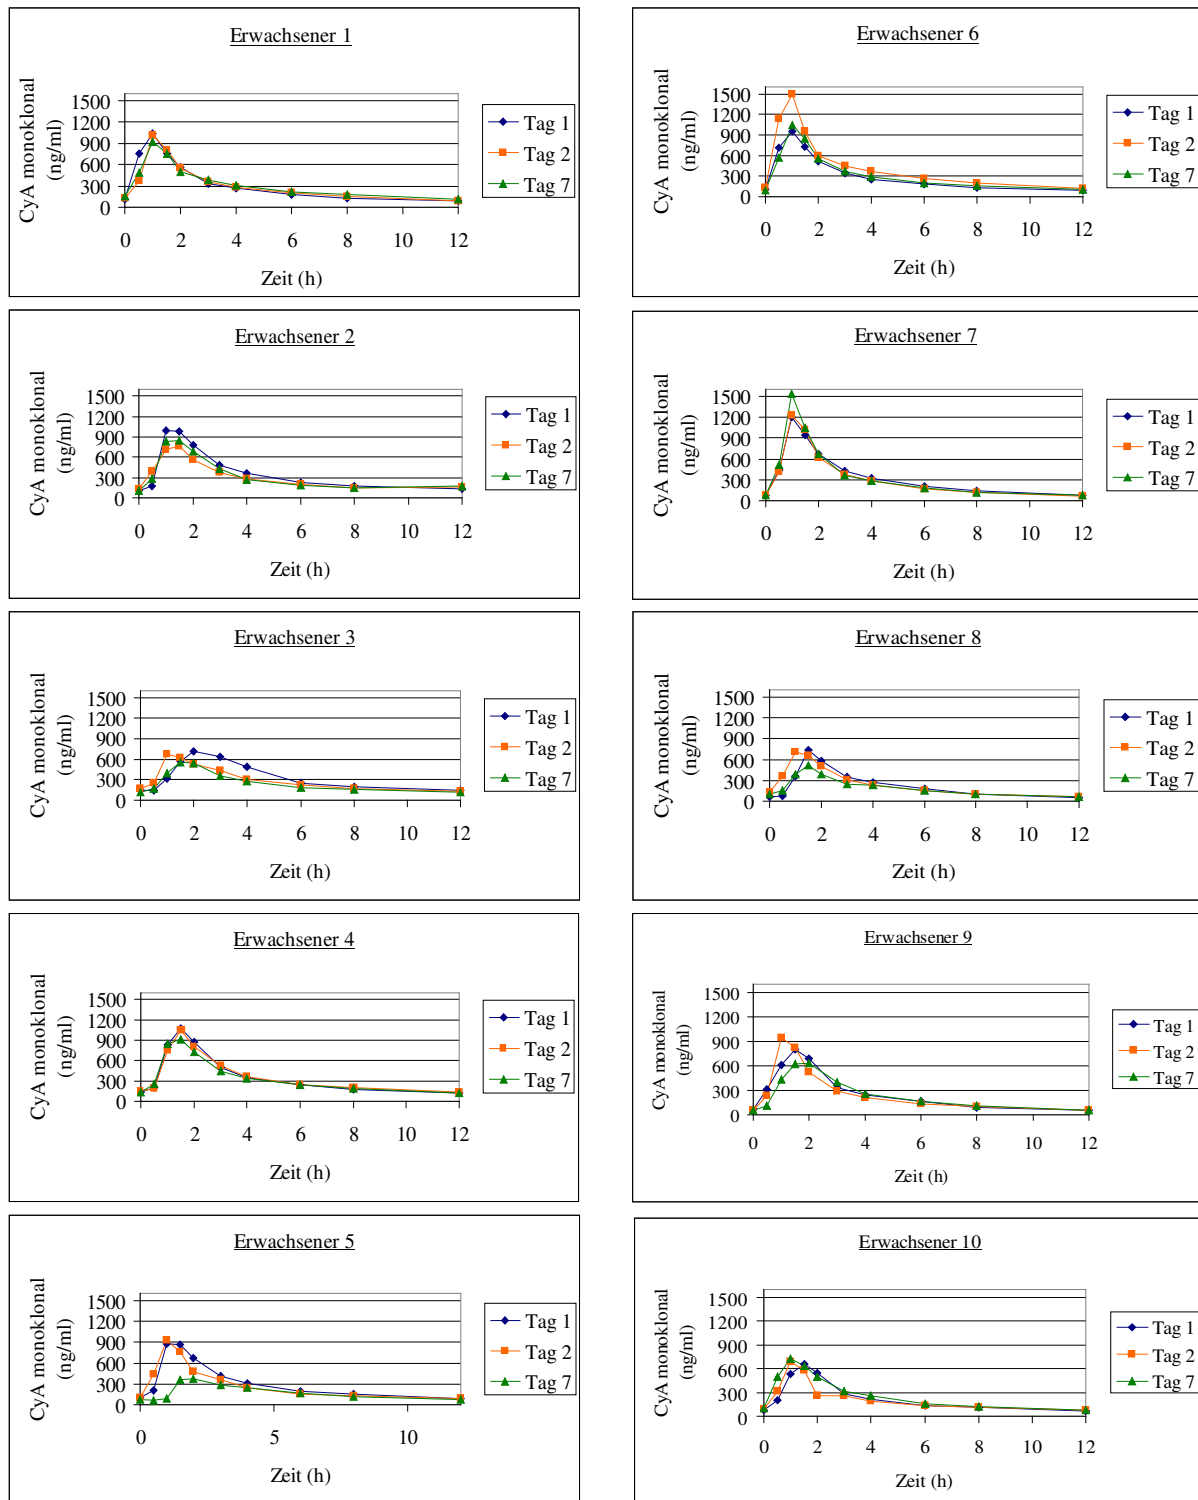 Erwachsener 1
CyA monoklonal
(ng/ml)
1500
1200
900
600
300
0
0 2 4 6 8 10 12
Zeit (h)
Tag 1
Tag 2
Tag 7
Erwachsener 6
CyA monoklonal
(ng/ml)
1500
1200
900
600
300
0
0 2 4 6 8 10 12
Zeit (h)
Tag 1
Tag 2
Tag 7
Erwachsener 2
CyA monoklonal
(ng/ml)
1500
1200
900
600
300
0
0 2 4 6 8 10 12
Zeit (h)
Tag 1
Tag 2
Tag 7
Erwachsener 7
CyA monoklonal
(ng/ml)
1500
1200
900
600
300
0
0 2 4 6 8 10 12
Zeit (h)
Tag 1
Tag 2
Tag 7
Erwachsener 3
CyA monoklonal
(ng/ml)
1500
1200
900
600
300
0
0 2 4 6 8 10 12
Zeit (h)
Tag 1
Tag 2
Tag 7
Erwachsener 8
CyA monoklonal
(ng/ml)
1500
1200
900
600
300
0
0 2 4 6 8 10 12
Zeit (h)
Tag 1
Tag 2
Tag 7
Erwachsener 4
CyA monoklonal
(ng/ml)
1500
1200
900
600
300
0
0 2 4 6 8 10 12
Zeit (h)
Tag 1
Tag 2
Tag 7
Erwachsener 9
CyA monoklonal
(ng/ml)
1500
1200
900
600
300
0
0 2 4 6 8 10 12
Zeit (h)
Tag 1
Tag 2
Tag 7
Erwachsener 5
CyA monoklonal
(ng/ml)
1500
1200
900
600
300
0
0 5 10
Zeit (h)
Tag 1
Tag 2
Tag 7
Erwachsener 10
CyA monoklonal
(ng/ml)
1500
1200
900
600
300
0
0 2 4 6 8 10 12
Zeit (h)
Tag 1
Tag 2
Tag 7